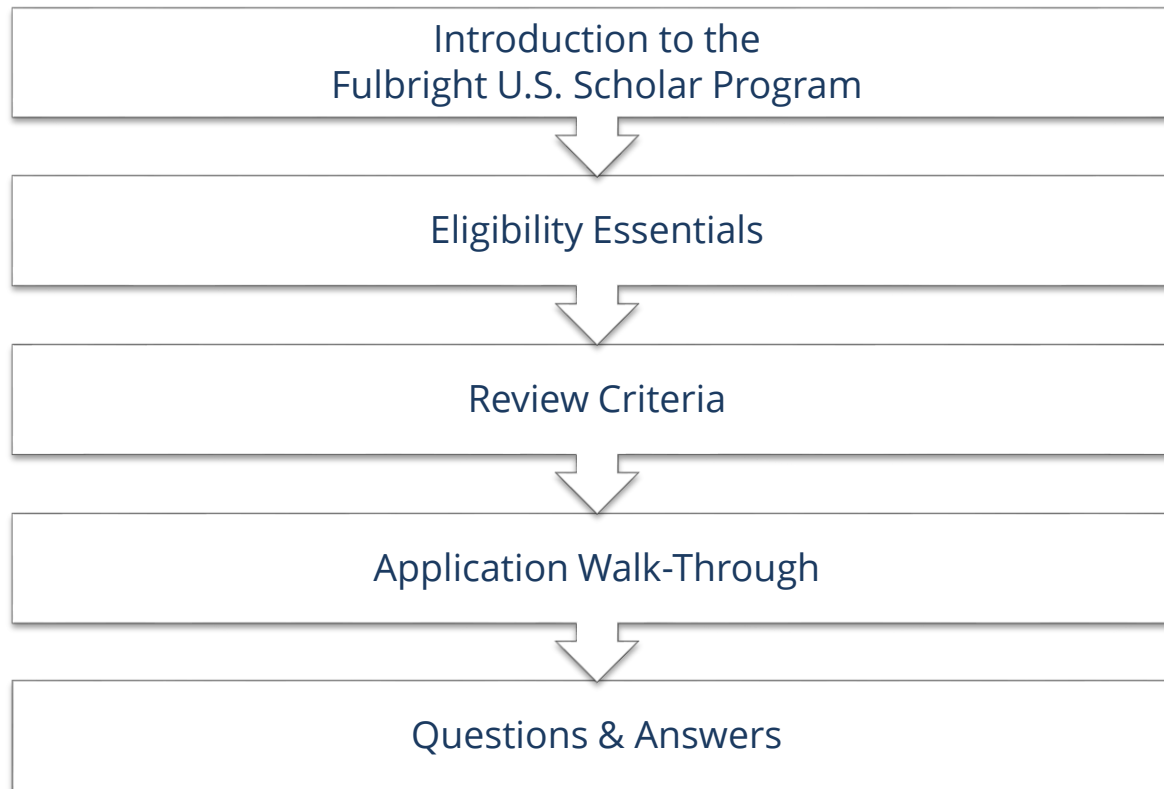 Introduction to the
Fulbright U.S. Scholar Program
Eligibility Essentials
Review Criteria
Application Walk-Through
Questions & Answers